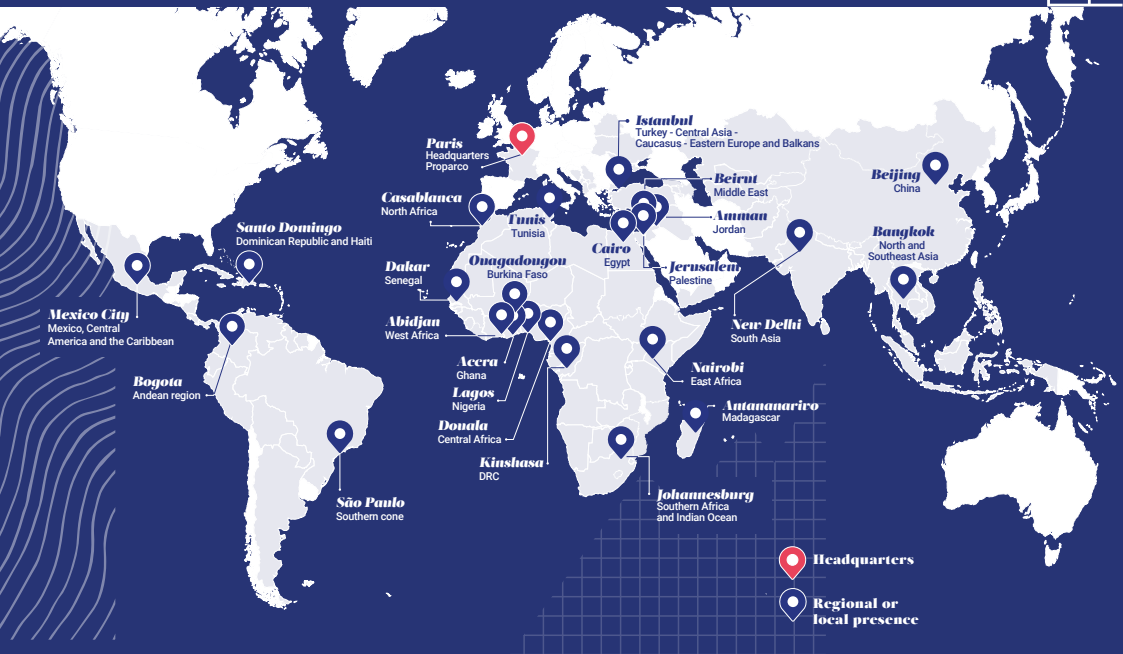 Paris
Headquarters
Proparco
Istanbul
Turkey - Central Asia -
Caucasus - Eastern Europe and Balkans
Beirut
Middle East
Beijing
China
Casablanca
North Africa
Tunis
Tunisia
Amman
Jordan
Santo Domingo
Dominican Republic and Haiti
Cairo
Egypt
Bangkok
North and
Southeast Asia
Dakar
Senegal
Ouagadougou
Burkina Faso
Jerusalem
Palestine
Mexico City
Mexico, Central
America and the Caribbean
Abidjan
West Africa
New Delhi
South Asia
Accra
Ghana
Nairobi
East Africa
Bogota
Andean region
Lagos
Nigeria
Antananarivo
Madagascar
Douala
Central Africa
Kinshasa
DRC
São Paulo
Southern cone
Johannesburg
Southern Africa
and Indian Ocean
Headquarters
Regional or
local presence